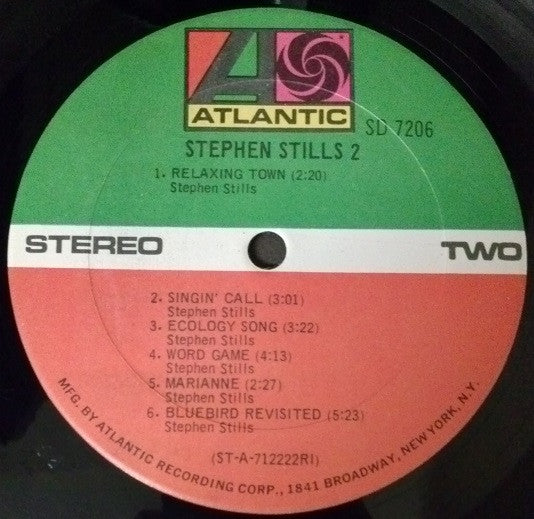 ATLANTIC
SD 7206
STEPHEN STILLS 2
1. RELAXING TOWN (2:20)
Stephen Stills
STEREO
TWO
2. SINGIN' CALL (3:01)
Stephen Stills
3. ECOLOGY SONG (3:22)
Stephen Stills
4. WORD GAME (4:13)
Stephen Stills
5. MARIANNE (2:27)
Stephen Stills
6. BLUEBIRD REVISITED (5:23)
Stephen Stills
(ST-A-712222RI)
MFG. BY ATLANTIC RECORDING CORP., 1841 BROADWAY, NEW YORK, N.Y.